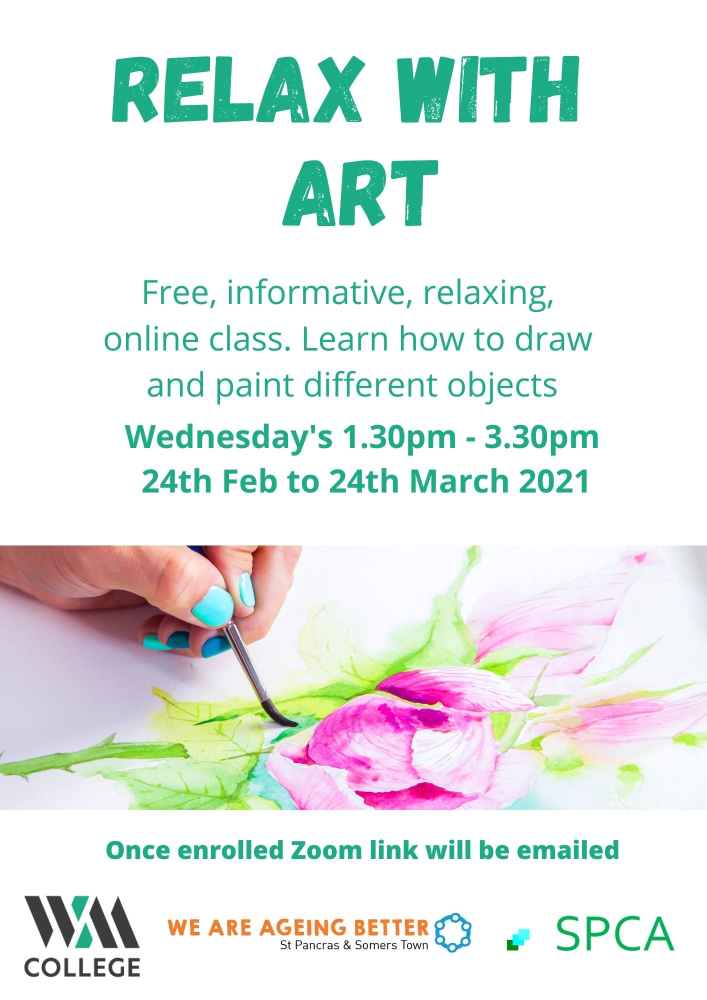 RELAX WITH
ART
Free, informative, relaxing,
online class. Learn how to draw
and paint different objects
Wednesday's 1.30pm - 3.30pm
24th Feb to 24th March 2021
Once enrolled Zoom link will be emailed
WM
COLLEGE
WE ARE AGEING BETTER
St Pancras & Somers Town
SPCA